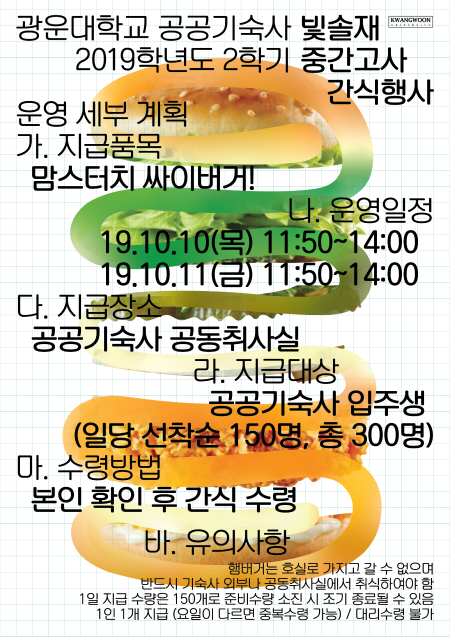 광운대학교 공공기숙사 빛솔재
KWANGWOON
UNIVERSITY
2019학년도 2학기 중간고사
간식행사
운영 세부 계획
가. 지급품목
맘스터치 싸이버거!
나. 운영일정
19.10.10(목) 11:50~14:00
19.10.11(금) 11:50~14:00
다. 지급장소
공공기숙사 공동취사실
라. 지급대상
공공기숙사 입주생
(일당 선착순 150명, 총 300명)
마. 수령방법
본인 확인 후 간식 수령
바. 유의사항
햄버거는 호실로 가지고 갈 수 없으며
반드시 기숙사 외부나 공동취사실에서 취식하여야 함
1일 지급 수량은 150개로 준비수량 소진 시 조기 종료될 수 있음
1인 1개 지급 (요일이 다르면 중복수령 가능) / 대리수령 불가